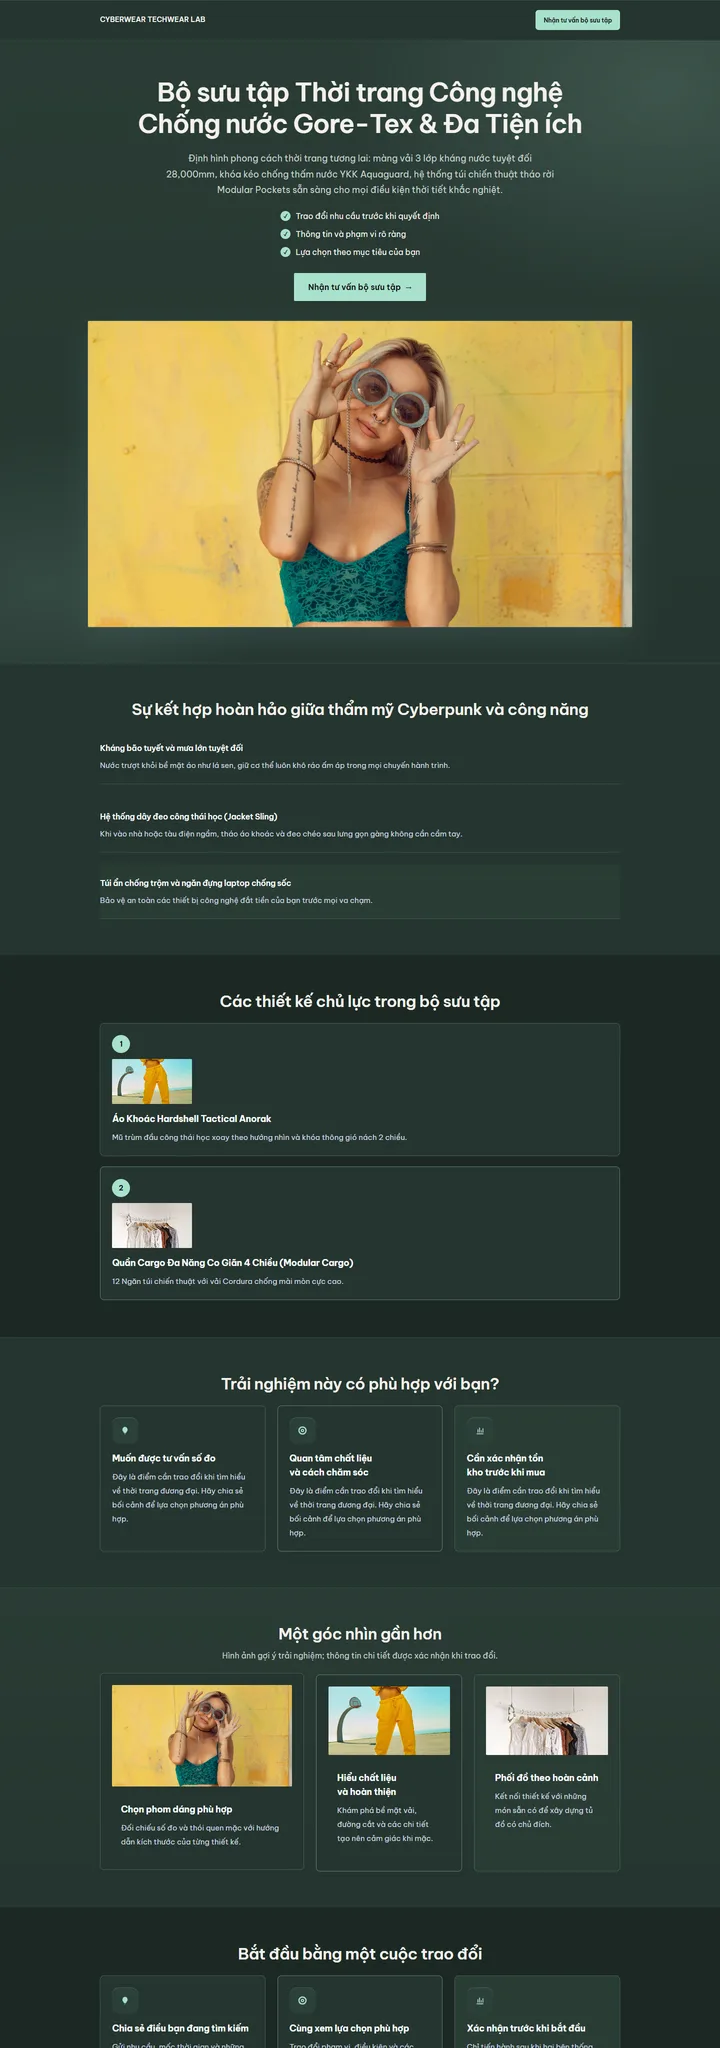 CYBERWEAR TECHWEAR LAB
Nhận tư vấn bộ sưu tập
Bộ sưu tập Thời trang Công nghệ
Chống nước Gore-Tex & Đa Tiện ích
Định hình phong cách thời trang tương lai: màng vải 3 lớp kháng nước tuyệt đối
28,000mm, khóa kéo chống thấm nước YKK Aquaguard, hệ thống túi chiến thuật tháo rời
Modular Pockets sẵn sàng cho mọi điều kiện thời tiết khắc nghiệt.
Trao đổi nhu cầu trước khi quyết định
Thông tin và phạm vi rõ ràng
Lựa chọn theo mục tiêu của bạn
Nhận tư vấn bộ sưu tập →
Sự kết hợp hoàn hảo giữa thẩm mỹ Cyberpunk và công năng
Kháng bão tuyết và mưa lớn tuyệt đối
Nước trượt khỏi bề mặt áo như lá sen, giữ cơ thể luôn khô ráo ấm áp trong mọi chuyến hành trình.
Hệ thống dây đeo công thái học (Jacket Sling)
Khi vào nhà hoặc tàu điện ngầm, tháo áo khoác và đeo chéo sau lưng gọn gàng không cần cầm tay.
Túi ẩn chống trộm và ngăn đựng laptop chống sốc
Bảo vệ an toàn các thiết bị công nghệ đắt tiền của bạn trước mọi va chạm.
Các thiết kế chủ lực trong bộ sưu tập
1
Áo Khoác Hardshell Tactical Anorak
Mũ trùm đầu công thái học xoay theo hướng nhìn và khóa thông gió nách 2 chiều.
2
Quần Cargo Đa Năng Co Giãn 4 Chiều (Modular Cargo)
12 Ngăn túi chiến thuật với vải Cordura chống mài mòn cực cao.
Trải nghiệm này có phù hợp với bạn?
Muốn được tư vấn số đo
Đây là điểm cần trao đổi khi tìm hiểu
về thời trang đương đại. Hãy chia sẻ
bối cảnh để lựa chọn phương án phù
hợp.
Quan tâm chất liệu
và cách chăm sóc
Đây là điểm cần trao đổi khi tìm hiểu
về thời trang đương đại. Hãy chia sẻ
bối cảnh để lựa chọn phương án phù
hợp.
Cần xác nhận tồn
kho trước khi mua
Đây là điểm cần trao đổi khi tìm hiểu
về thời trang đương đại. Hãy chia sẻ
bối cảnh để lựa chọn phương án phù
hợp.
Một góc nhìn gần hơn
Hình ảnh gợi ý trải nghiệm; thông tin chi tiết được xác nhận khi trao đổi.
Chọn phom dáng phù hợp
Đối chiếu số đo và thói quen mặc với hướng
dẫn kích thước của từng thiết kế.
Hiểu chất liệu
và hoàn thiện
Khám phá bề mặt vải,
đường cắt và các chi tiết
tạo nên cảm giác khi mặc.
Phối đồ theo hoàn cảnh
Kết nối thiết kế với những
món sẵn có để xây dựng tủ
đồ có chủ đích.
Bắt đầu bằng một cuộc trao đổi
Chia sẻ điều bạn đang tìm kiếm
Gửi nhu cầu, mốc thời gian và những
Cùng xem lựa chọn phù hợp
Trao đổi phạm vi, điều kiện và các
Xác nhận trước khi bắt đầu
Chỉ tiến hành sau khi hai bên thống